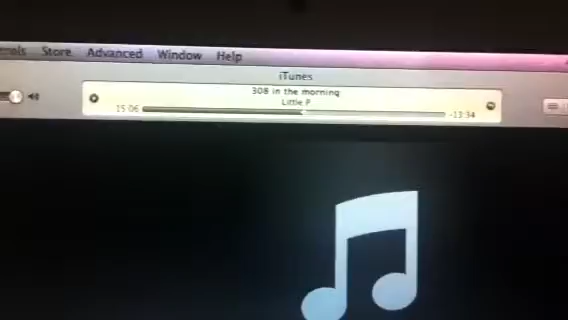 Store Advanced Window Help
iTunes
308 in the morning
Little P
15:06 -13:34